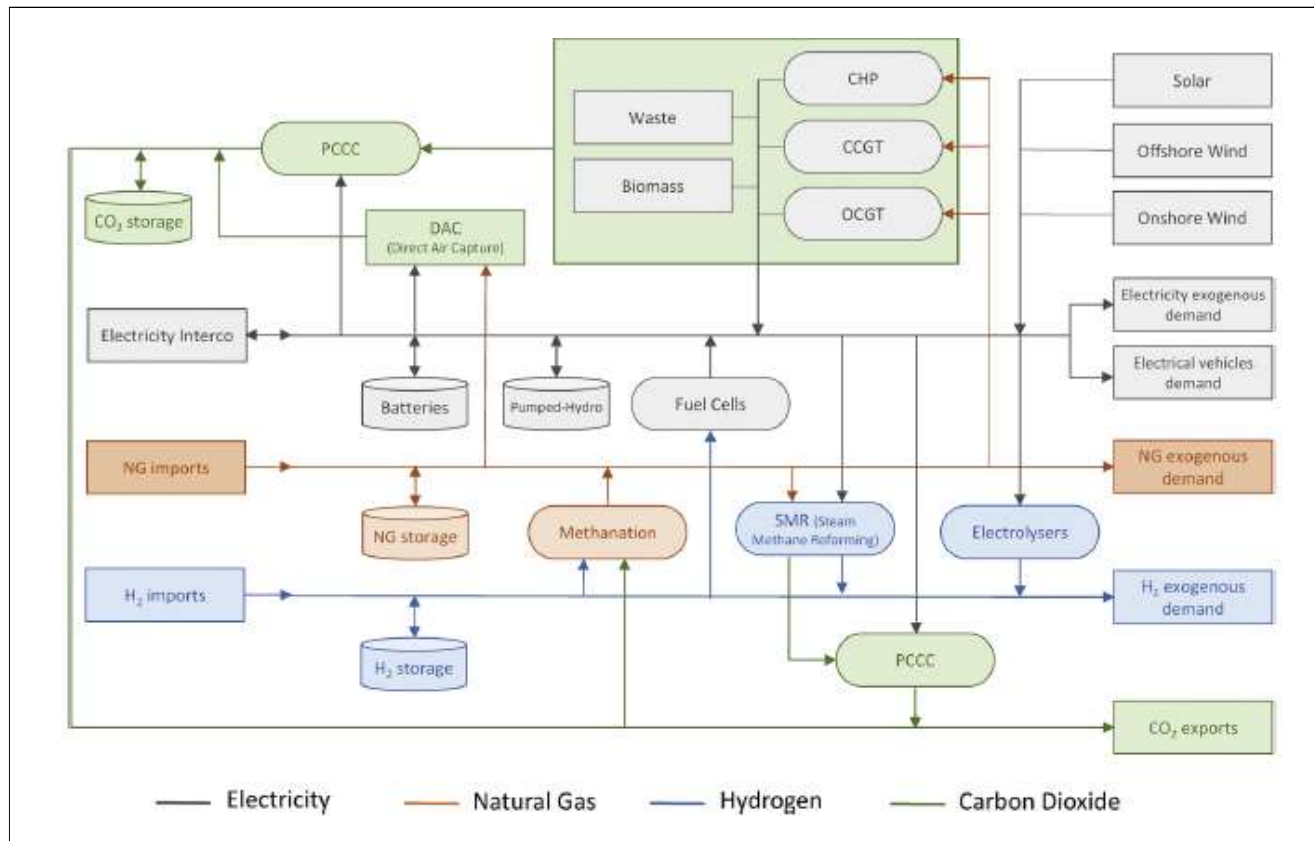 CHP
Solar
Waste
PCCC
CCGT
Offshore Wind
Biomass
CO₂ storage
DAC
(Direct Air Capture)
OCGT
Onshore Wind
Electricity Interco
Electricity exogenous
demand
Electrical vehicles
demand
Batteries
Pumped-Hydro
Fuel Cells
NG imports
NG exogenous
demand
NG storage
Methanation
SMR (Steam
Methane Reforming)
Electrolysers
H₂ imports
H₂ exogenous
demand
H₂ storage
PCCC
CO₂ exports
Electricity
Natural Gas
Hydrogen
Carbon Dioxide